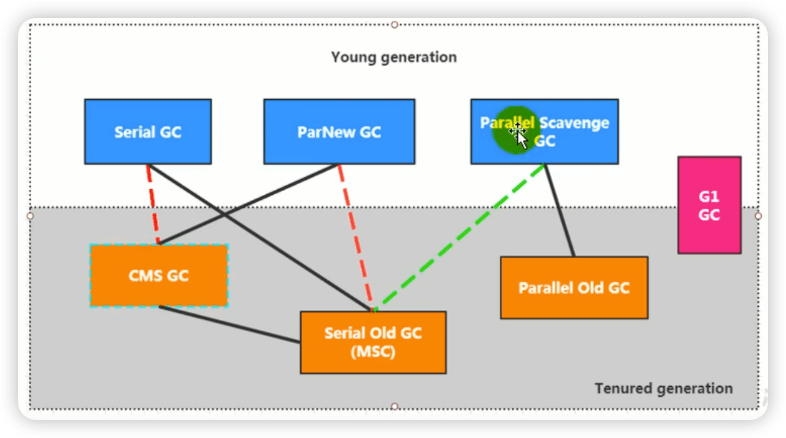 Young generation
Serial GC
ParNew GC
Parallel Scavenge
GC
G1
GC
CMS GC
Parallel Old GC
Serial Old GC
(MSC)
Tenured generation